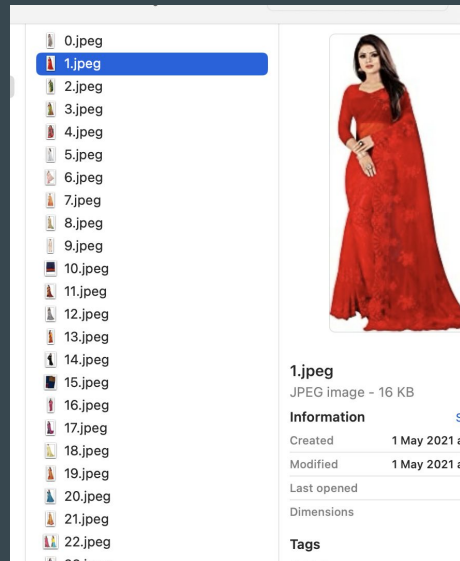 0.jpeg
1.jpeg
2.jpeg
3.jpeg
4.jpeg
5.jpeg
6.jpeg
7.jpeg
8.jpeg
9.jpeg
10.jpeg
11.jpeg
12.jpeg
13.jpeg
14.jpeg
15.jpeg
16.jpeg
17.jpeg
18.jpeg
19.jpeg
20.jpeg
21.jpeg
22.jpeg
1.jpeg
JPEG image - 16 KB
Information
Created 1 May 2021
Modified 1 May 2021
Last opened
Dimensions
Tags